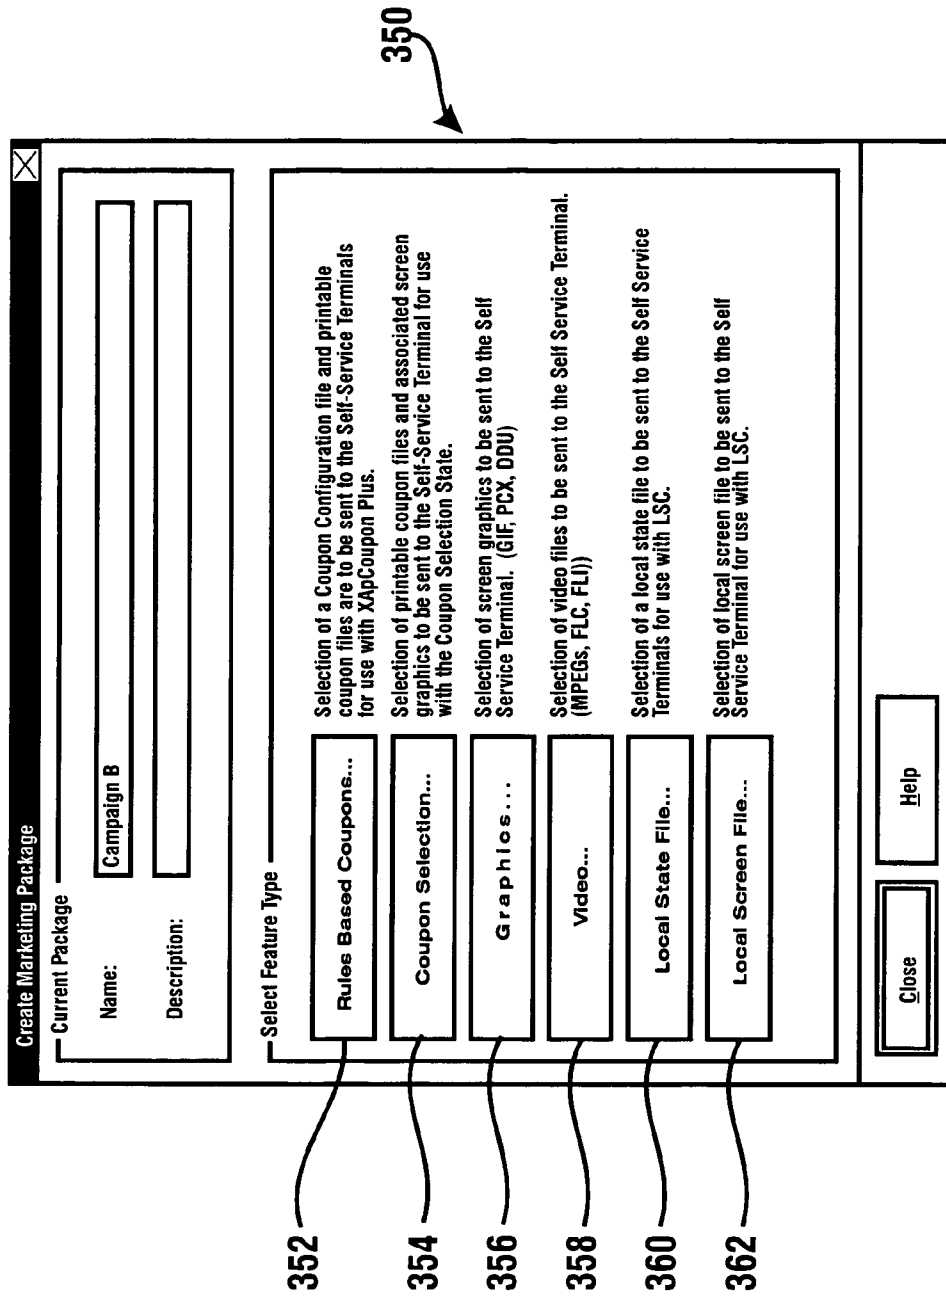 350
Create Marketing Package
Current Package
Name:
Campaign B
Description:
Select Feature Type
352
Rules Based Coupons...
Selection of a Coupon Configuration file and printable
coupon files are to be sent to the Self-Service Terminals
for use with XApCoupon Plus.
354
Coupon Selection...
Selection of printable coupon files and associated screen
graphics to be sent to the Self-Service Terminal for use
with the Coupon Selection State.
356
Graphics...
Selection of screen graphics to be sent to the Self
Service Terminal. (GIF, PCX, DDU)
358
Video...
Selection of video files to be sent to the Self Service Terminal.
(MPEGs, FLC, FLI))
360
Local State File...
Selection of a local state file to be sent to the Self Service
Terminals for use with LSC.
362
Local Screen File...
Selection of local screen file to be sent to the Self
Service Terminal for use with LSC.
Close
Help